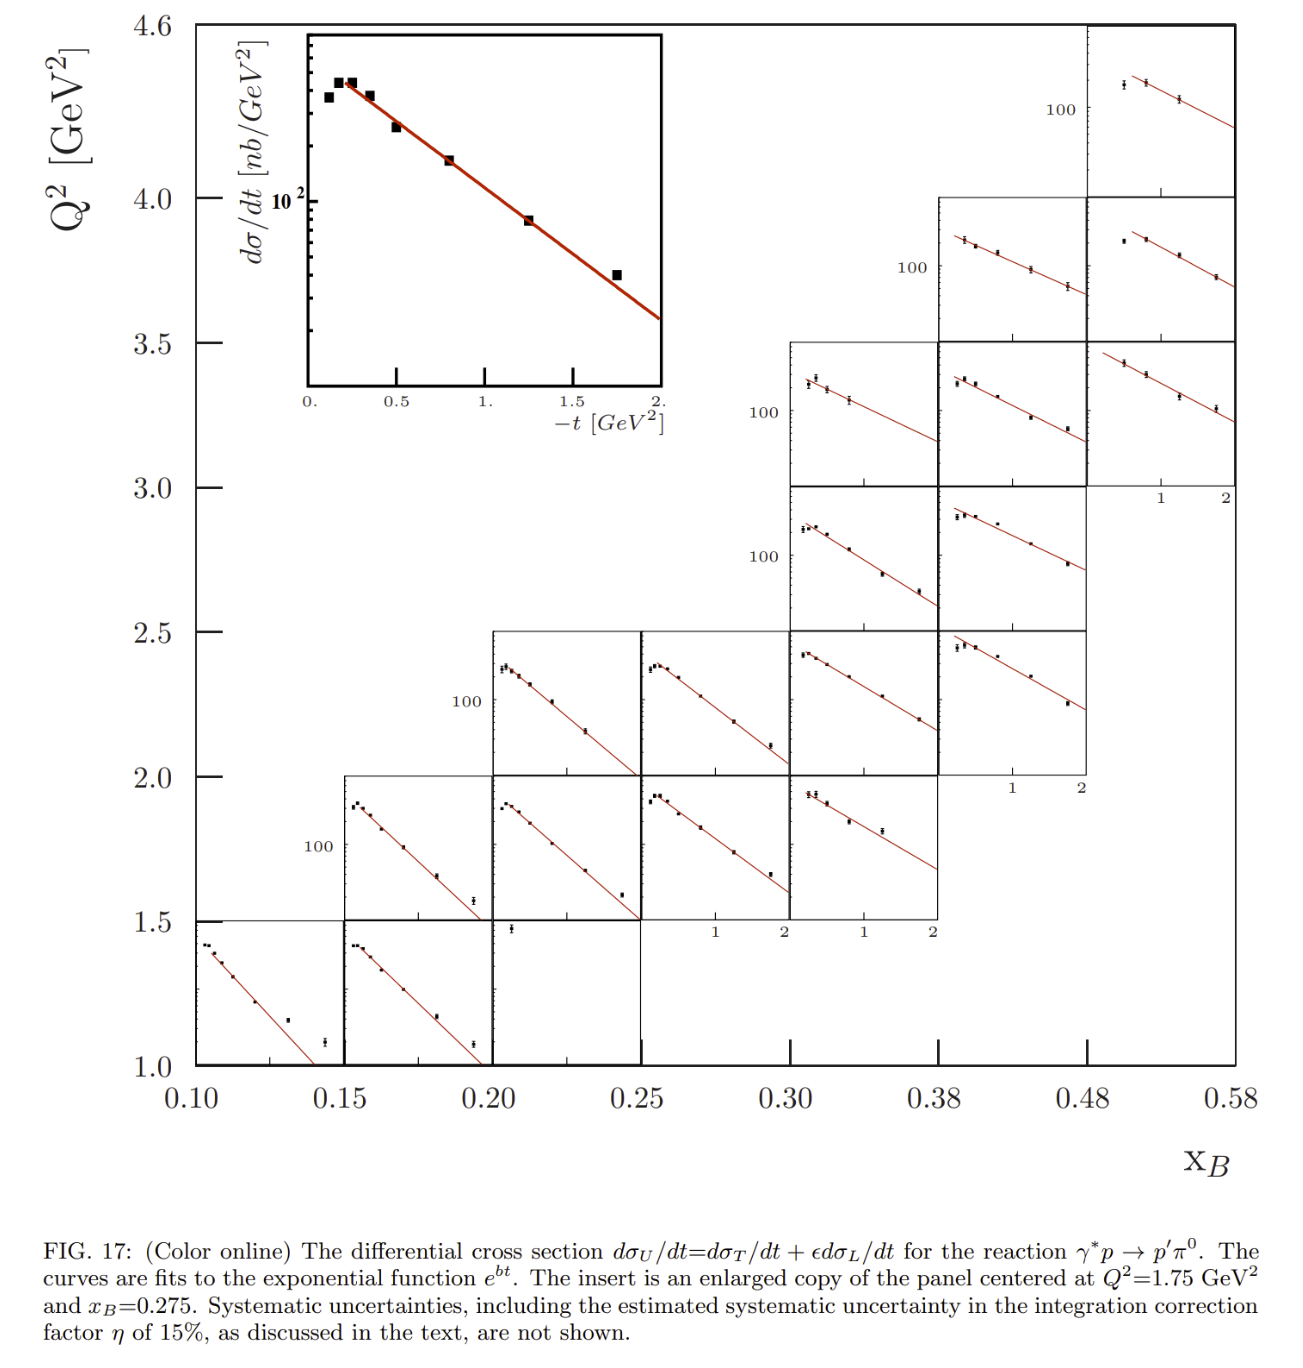 4.6
Q² [GeV²]
dσ/dt [nb/GeV²]
100
10²
4.0
100
3.5
0. 0.5 1. 1.5 2.
−t [GeV²]
100
3.0
1 2
100
2.5
100
2.0
1 2
100
1.5
1 2 1 2
1.0
0.10 0.15 0.20 0.25 0.30 0.38 0.48 0.58
x_B
FIG. 17: (Color online) The differential cross section dσ_U/dt=dσ_T/dt + ϵdσ_L/dt for the reaction γ*p → p′π⁰. The
curves are fits to the exponential function e^{bt}. The insert is an enlarged copy of the panel centered at Q²=1.75 GeV²
and x_B=0.275. Systematic uncertainties, including the estimated systematic uncertainty in the integration correction
factor η of 15%, as discussed in the text, are not shown.